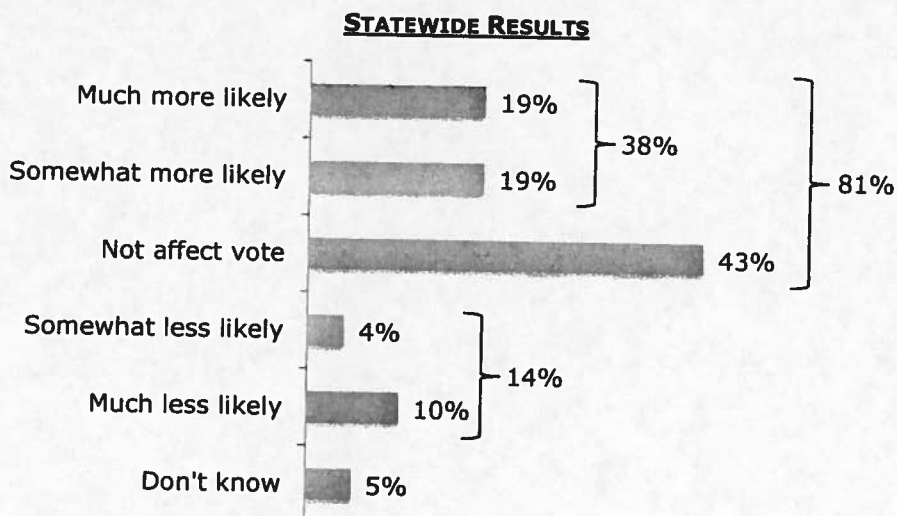 STATEWIDE RESULTS
Much more likely 19%
38%
Somewhat more likely 19%
81%
Not affect vote 43%
Somewhat less likely 4%
14%
Much less likely 10%
Don't know 5%